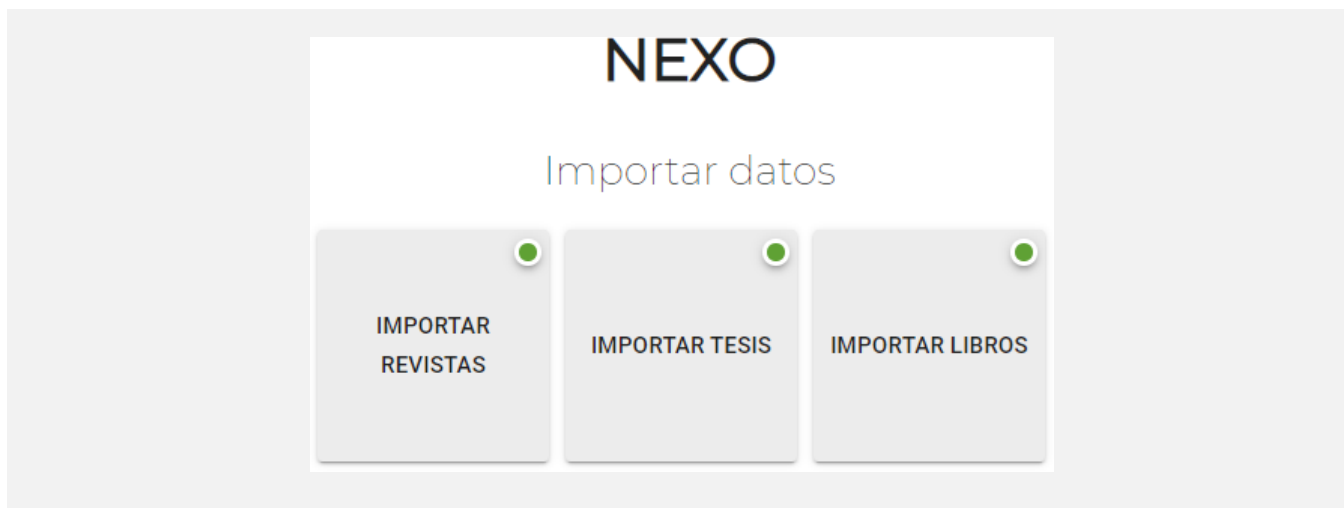 NEXO
Importar datos
IMPORTAR
REVISTAS
IMPORTAR TESIS
IMPORTAR LIBROS